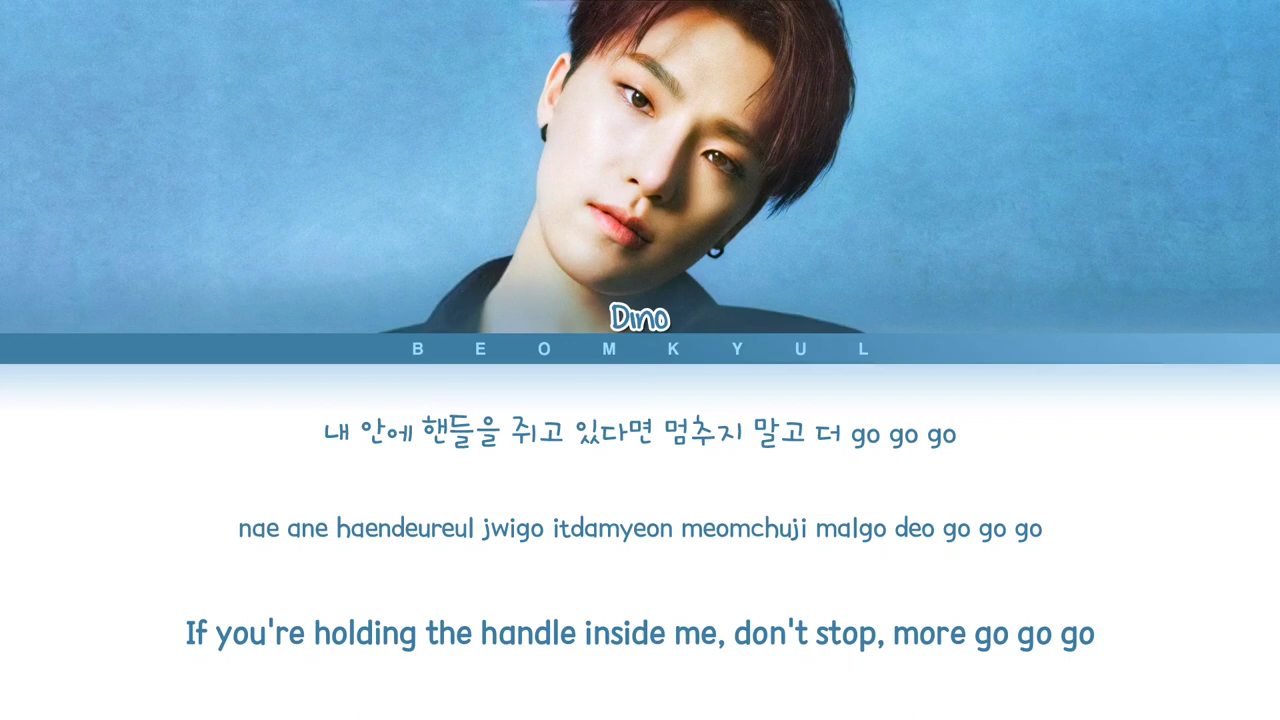 Dino
BEOMKYUL
내 안에 핸들을 쥐고 있다면 멈추지 말고 더 go go go
nae ane haendeureul jwigo itdamyeon meomchuji malgo deo go go go
If you're holding the handle inside me, don't stop, more go go go